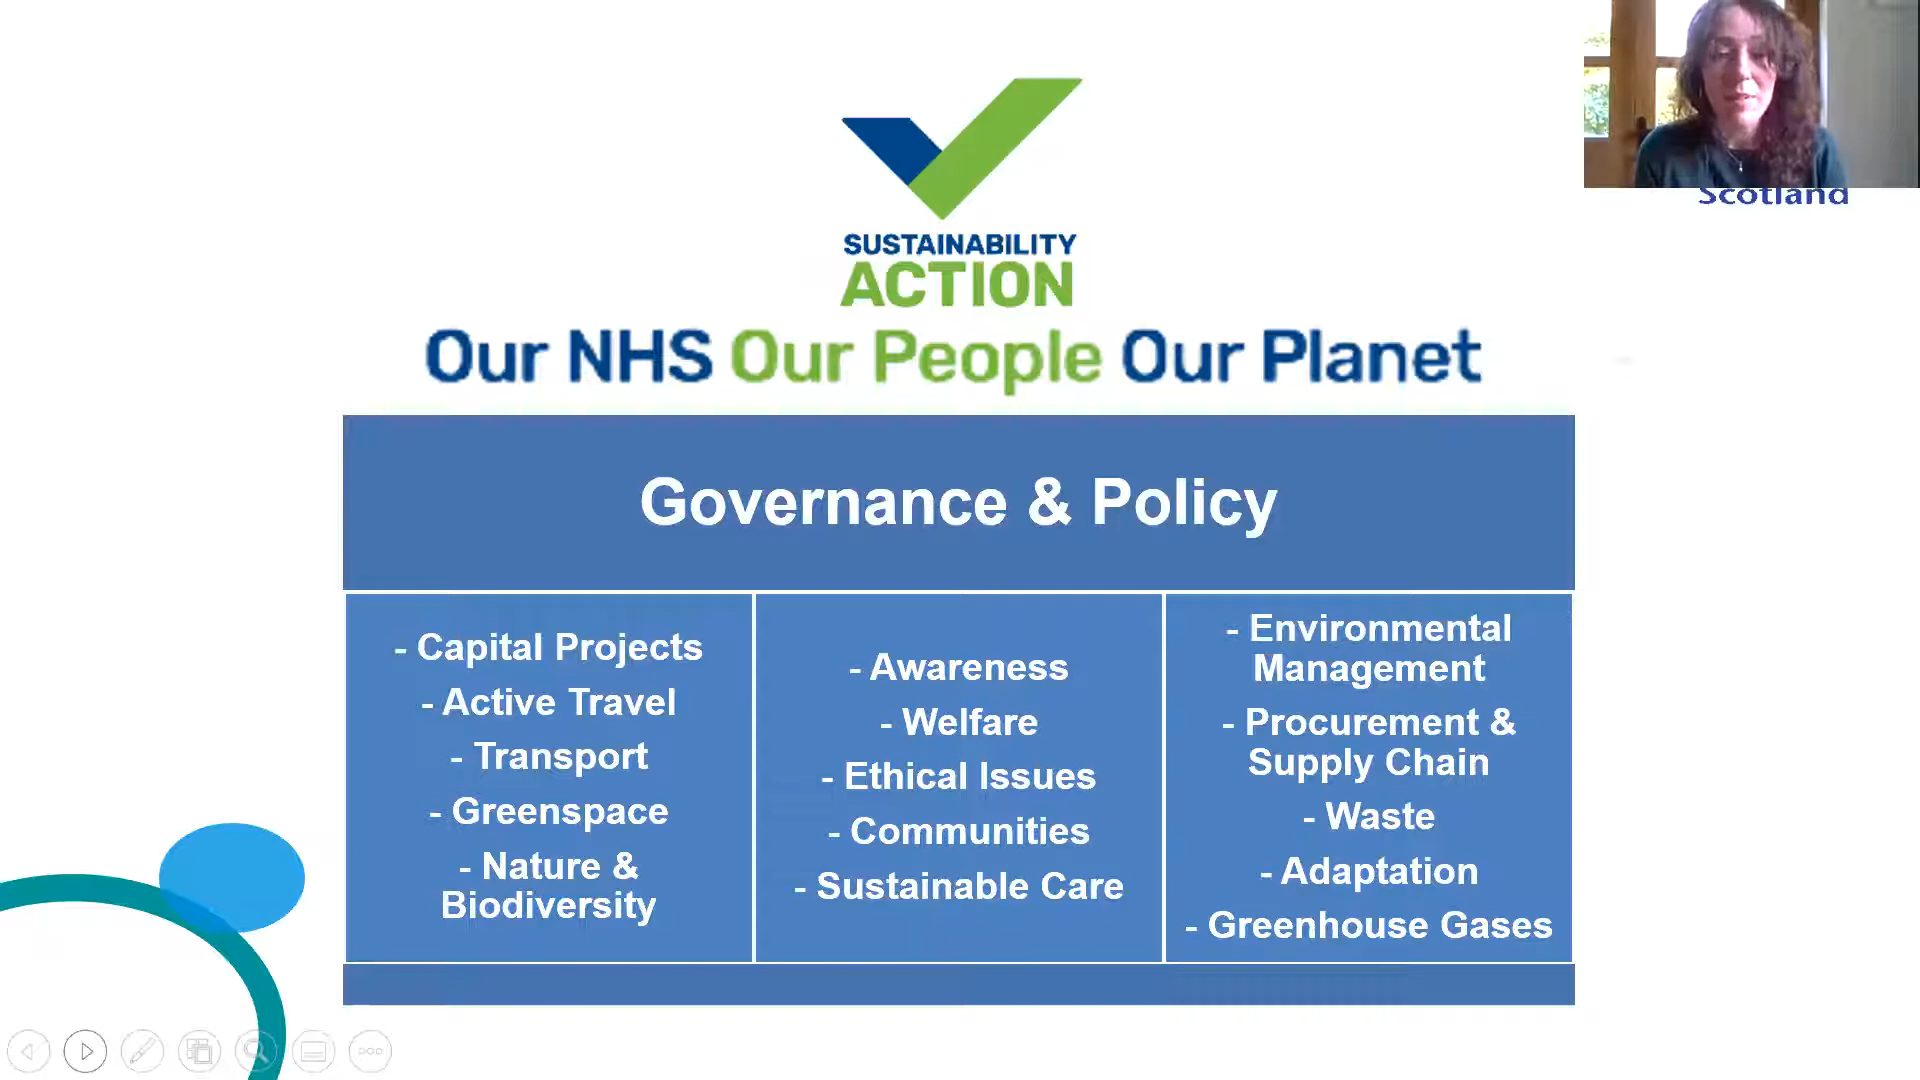 Scotland
SUSTAINABILITY
ACTION
Our NHS Our People Our Planet
Governance & Policy
- Capital Projects
- Active Travel
- Transport
- Greenspace
- Nature &
Biodiversity
- Awareness
- Welfare
- Ethical Issues
- Communities
- Sustainable Care
- Environmental
Management
- Procurement &
Supply Chain
- Waste
- Adaptation
- Greenhouse Gases